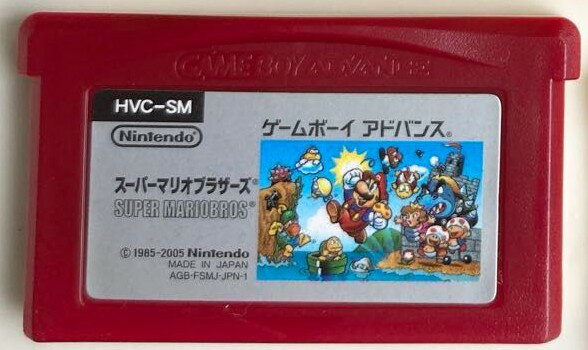 GAME BOY ADVANCE
HVC-SM
Nintendo
ゲームボーイ アドバンス®
スーパーマリオブラザーズ®
SUPER MARIOBROS®
© 1985-2005 Nintendo
MADE IN JAPAN
AGB-FSMJ-JPN-1